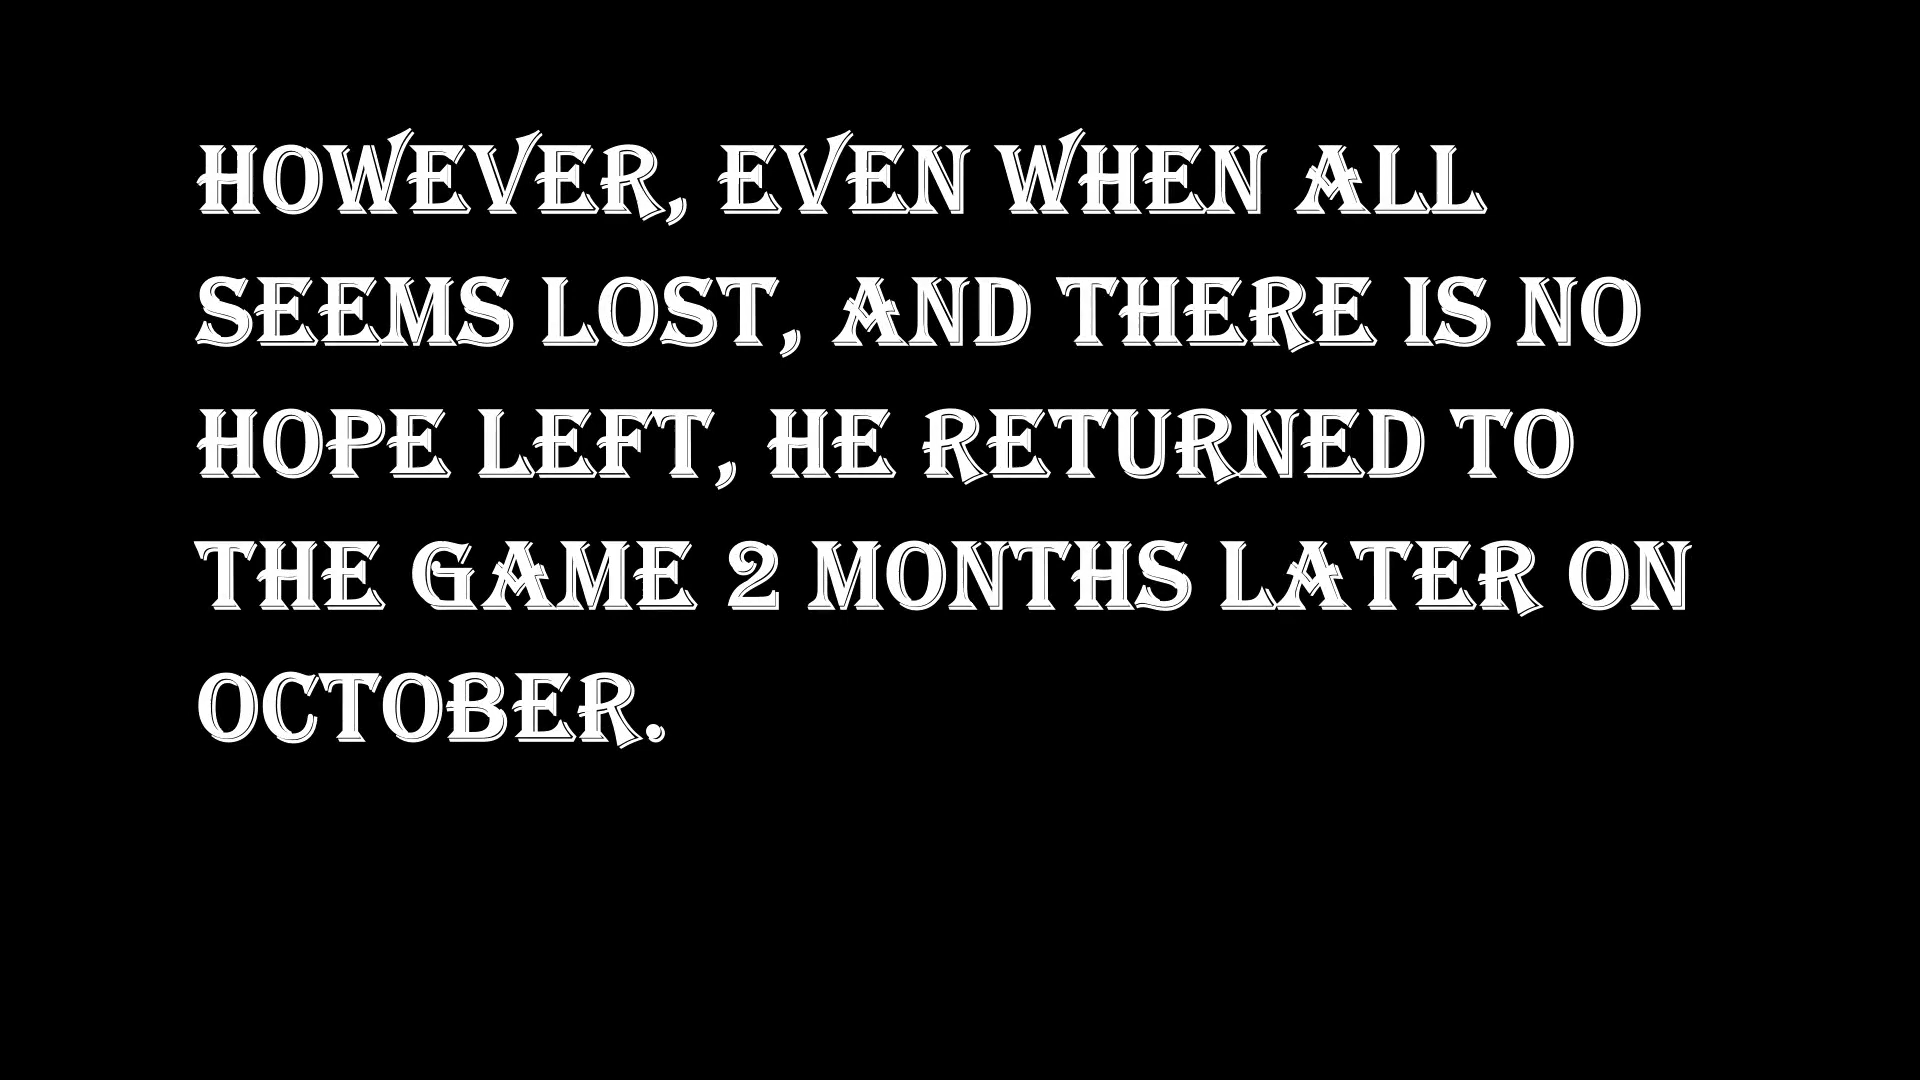 HOWEVER, EVEN WHEN ALL
SEEMS LOST, AND THERE IS NO
HOPE LEFT, HE RETURNED TO
THE GAME 2 MONTHS LATER ON
OCTOBER.